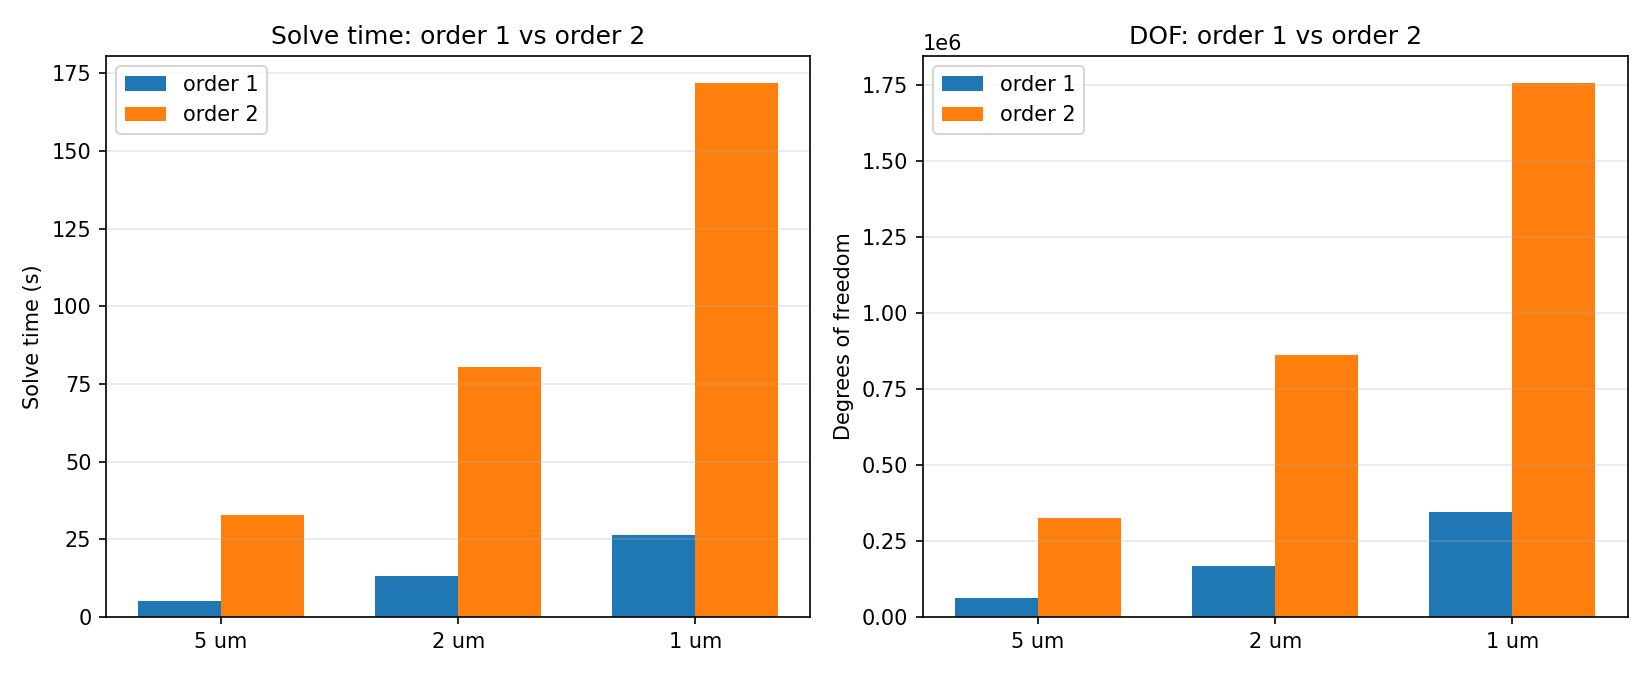 Solve time: order 1 vs order 2
175
150
125
100
75
50
25
0
Solve time (s)
order 1
order 2
5 um
2 um
1 um
DOF: order 1 vs order 2
1e6
1.75
1.50
1.25
1.00
0.75
0.50
0.25
0.00
Degrees of freedom
order 1
order 2
5 um
2 um
1 um